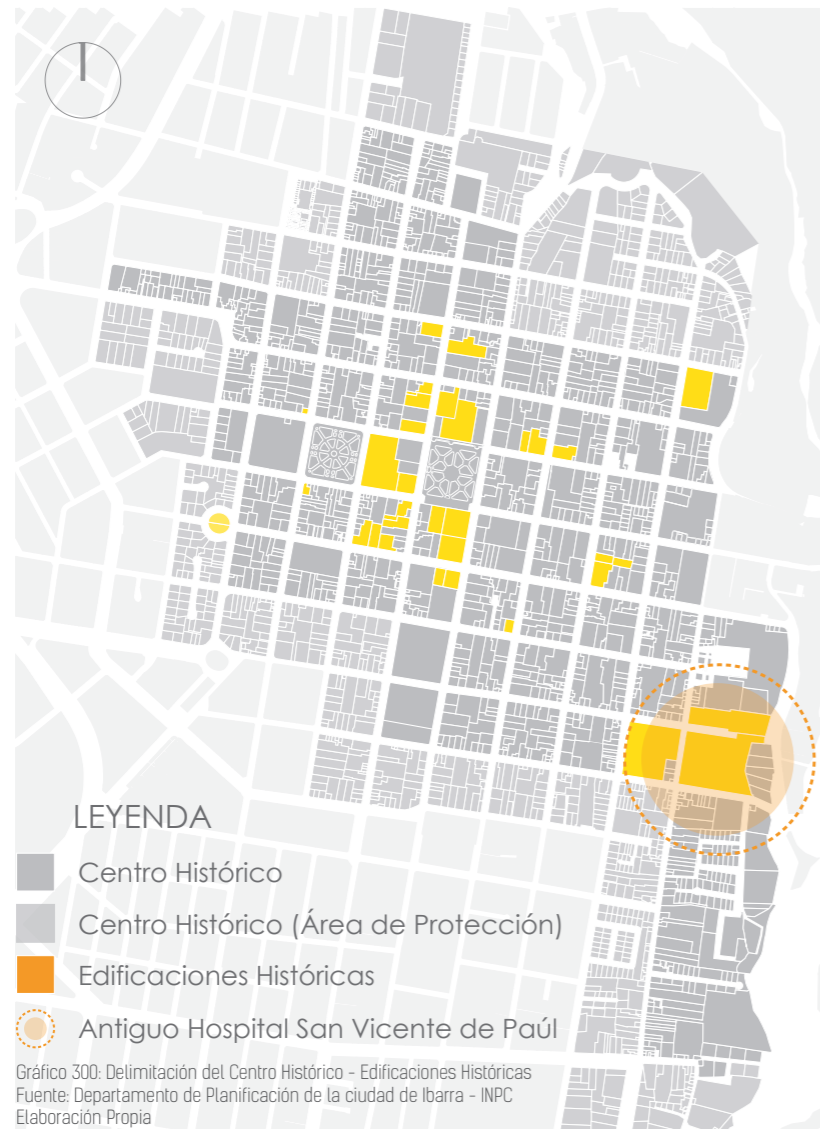 LEYENDA
Centro Histórico
Centro Histórico (Área de Protección)
Edificaciones Históricas
Antiguo Hospital San Vicente de Paúl
Gráfico 300: Delimitación del Centro Histórico - Edificaciones Históricas
Fuente: Departamento de Planificación de la ciudad de Ibarra - INPC
Elaboración Propia